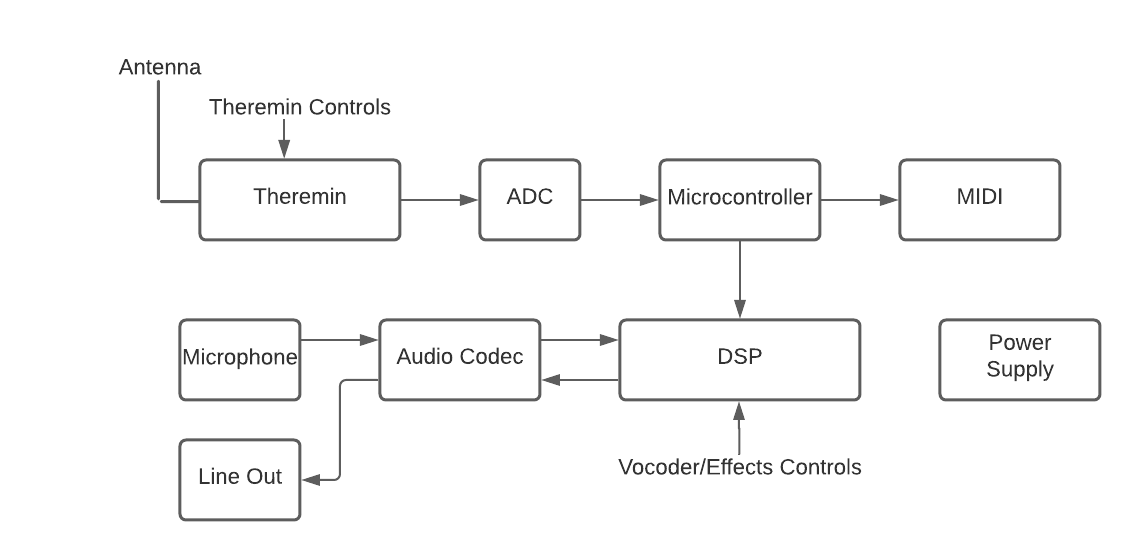 Antenna
Theremin Controls
Theremin
ADC
Microcontroller
MIDI
Microphone
Audio Codec
DSP
Power
Supply
Line Out
Vocoder/Effects Controls